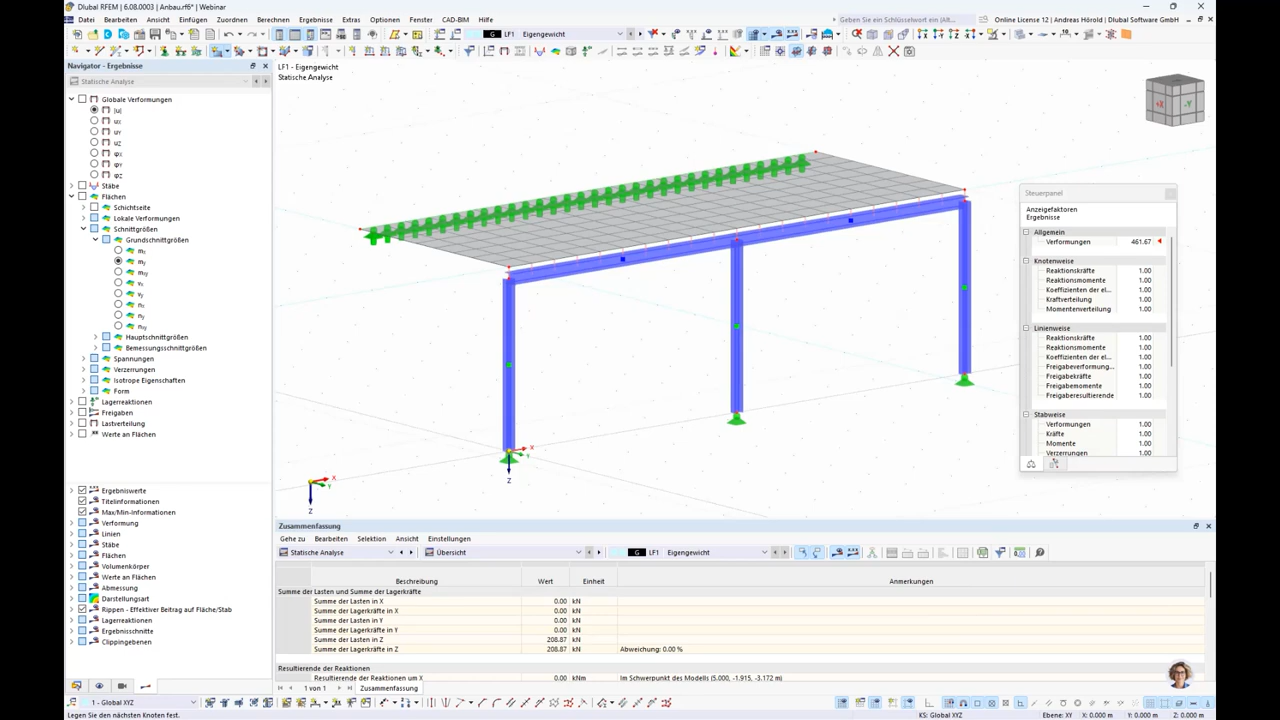 Dlubal RFEM | 6.08.0003 | Anbau.rf6* | Webinar
Datei Bearbeiten Ansicht Einfügen Zuordnen Berechnen Ergebnisse Extras Optionen Fenster CAD-BIM Hilfe
Geben Sie ein Schlüsselwort ein (Alt... Online License 12 | Andreas Hörold | Dlubal Software GmbH
G LF1 Eigengewicht
Navigator - Ergebnisse
Statische Analyse
Globale Verformungen
|u|
uX
uY
uZ
φX
φY
φZ
Stäbe
Flächen
Schichtseite
Lokale Verformungen
Schnittgrößen
Grundschnittgrößen
mx
my
mxy
vx
vy
nx
ny
nxy
Hauptschnittgrößen
Bemessungsschnittgrößen
Spannungen
Verzerrungen
Isotrope Eigenschaften
Form
Lagerreaktionen
Freigaben
Lastverteilung
Werte an Flächen
Ergebniswerte
Titelinformationen
Max/Min-Informationen
Verformung
Linien
Stäbe
Flächen
Volumenkörper
Werte an Flächen
Abmessung
Darstellungsart
Rippen - Effektiver Beitrag auf Fläche/Stab
Lagerreaktionen
Ergebnisschnitte
Clippingebenen
LF1 - Eigengewicht
Statische Analyse
+X -Y
X
Y
Z
X
Y
Z
Steuerpanel
Anzeigefaktoren
Ergebnisse
Allgemein
Verformungen 461.67
Knotenweise
Reaktionskräfte 1.00
Reaktionsmomente 1.00
Koeffizienten der el... 1.00
Kraftverteilung 1.00
Momentenverteilung 1.00
Linienweise
Reaktionskräfte 1.00
Reaktionsmomente 1.00
Koeffizienten der el... 1.00
Freigabeverformung... 1.00
Freigabekräfte 1.00
Freigabemomente 1.00
Freigaberesultierende 1.00
Stabweise
Verformungen 1.00
Kräfte 1.00
Momente 1.00
Verzerrungen 1.00
Zusammenfassung
Gehe zu Bearbeiten Selektion Ansicht Einstellungen
Statische Analyse Übersicht G LF1 Eigengewicht
Beschreibung Wert Einheit Anmerkungen
Summe der Lasten und Summe der Lagerkräfte
Summe der Lasten in X 0.00 kN
Summe der Lagerkräfte in X 0.00 kN
Summe der Lasten in Y 0.00 kN
Summe der Lagerkräfte in Y 0.00 kN
Summe der Lasten in Z 208.87 kN
Summe der Lagerkräfte in Z 208.87 kN Abweichung: 0.00 %
Resultierende der Reaktionen
Resultierende der Reaktionen um X 0.00 kNm Im Schwerpunkt des Modells (5.000, -1.915, -3.172 m)
1 von 1 Zusammenfassung
1 - Global XYZ
Legen Sie den nächsten Knoten fest. KS: Global XYZ Ebene: XY X: 0.000 m Y: 0.000 m Z: 0.000 m